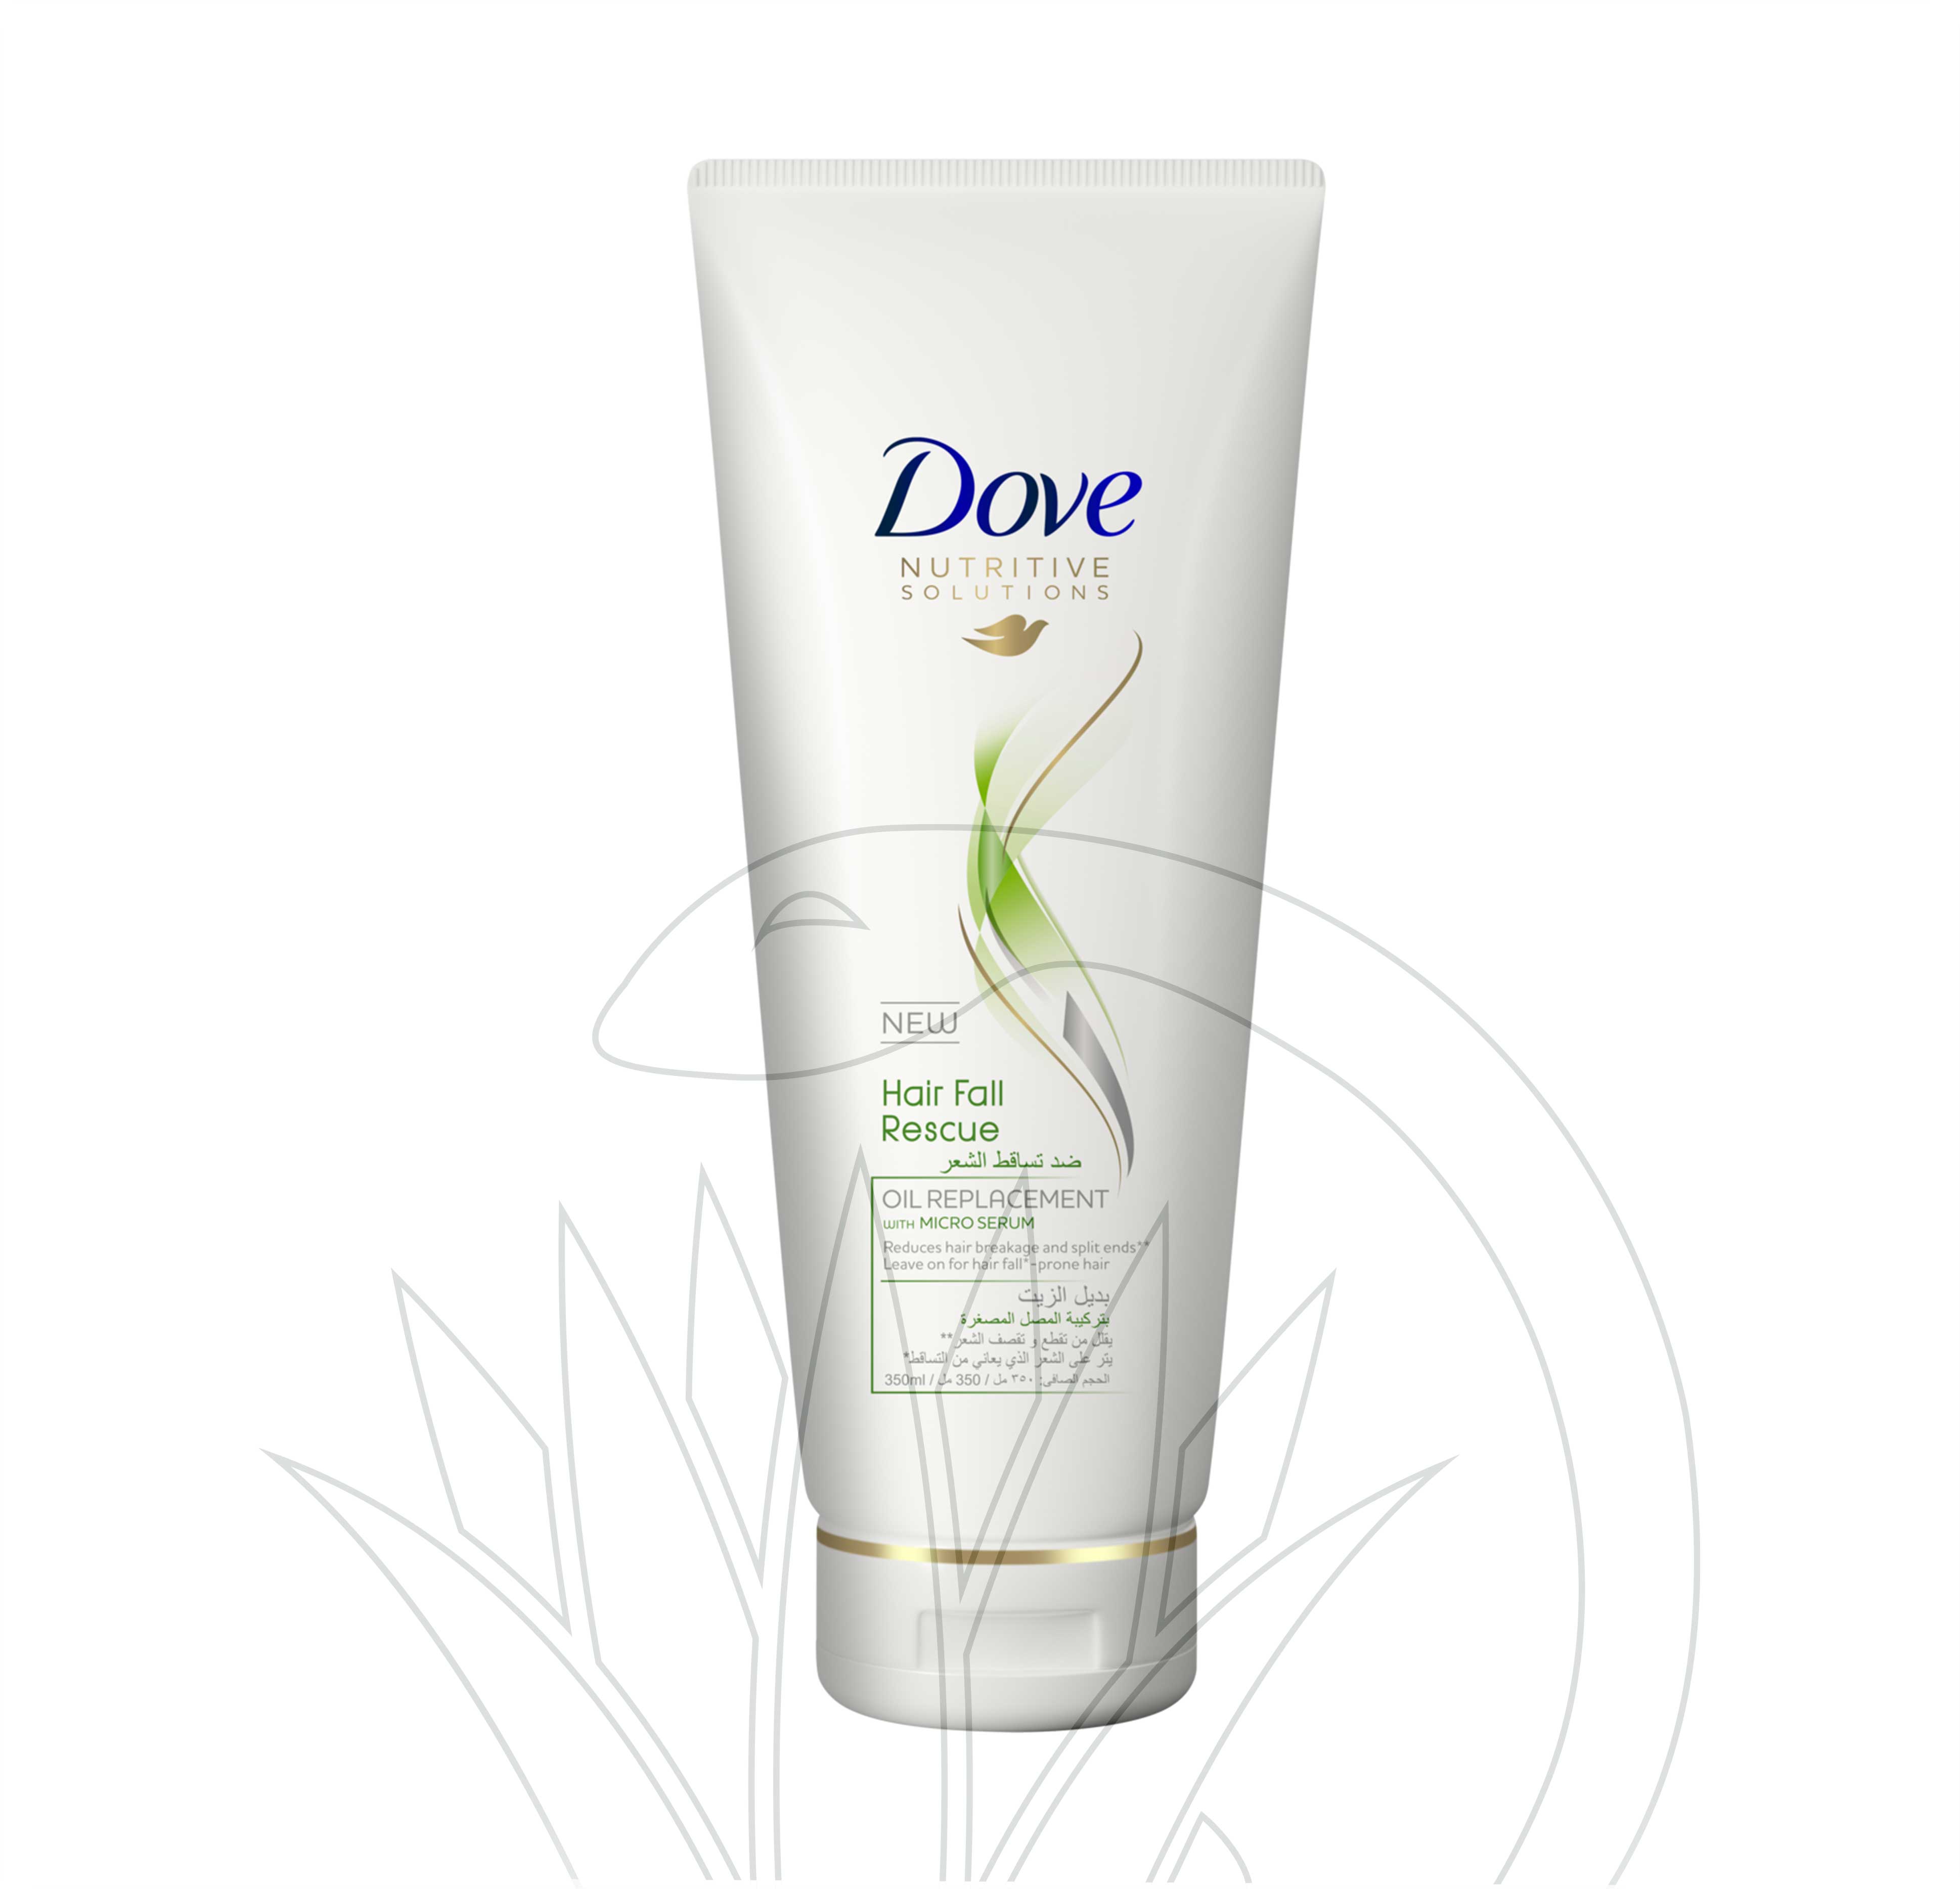 Dove
NUTRITIVE
SOLUTIONS
NEW
Hair Fall
Rescue
ضد تساقط الشعر
OIL REPLACEMENT
WITH MICRO SERUM
Reduces hair breakage and split ends**
Leave on for hair fall*-prone hair
بديل الزيت
بتركيبة المصل المصغرة
يقلل من تقطع و تقصف الشعر**
يتر على الشعر الذي يعاني من التساقط*
الحجم الصافى: ٣٥٠ مل / 350 مل / 350ml